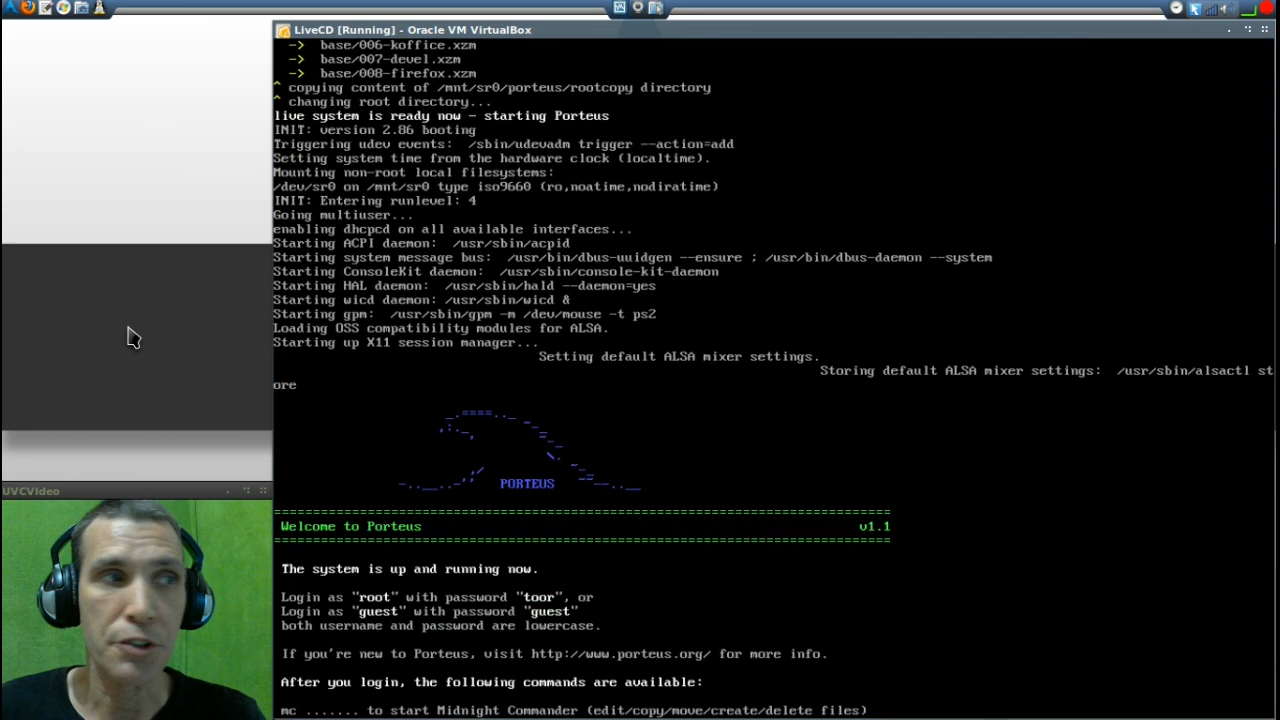 LiveCD [Running] - Oracle VM VirtualBox
-> base/006-koffice.xzm
-> base/007-devel.xzm
-> base/008-firefox.xzm
^ copying content of /mnt/sr0/porteus/rootcopy directory
^ changing root directory...
live system is ready now - starting Porteus
INIT: version 2.86 booting
Triggering udev events:  /sbin/udevadm trigger --action=add
Setting system time from the hardware clock (localtime).
Mounting non-root local filesystems:
/dev/sr0 on /mnt/sr0 type iso9660 (ro,noatime,nodiratime)
INIT: Entering runlevel: 4
Going multiuser...
enabling dhcpcd on all available interfaces...
Starting ACPI daemon:  /usr/sbin/acpid
Starting system message bus:  /usr/bin/dbus-uuidgen --ensure ; /usr/bin/dbus-daemon --system
Starting ConsoleKit daemon:  /usr/sbin/console-kit-daemon
Starting HAL daemon:  /usr/sbin/hald --daemon=yes
Starting wicd daemon: /usr/sbin/wicd &
Starting gpm:  /usr/sbin/gpm -m /dev/mouse -t ps2
Loading OSS compatibility modules for ALSA.
Starting up X11 session manager...
Setting default ALSA mixer settings.
Storing default ALSA mixer settings:  /usr/sbin/alsactl st
ore
PORTEUS
Welcome to Porteus v1.1
The system is up and running now.
Login as "root" with password "toor", or
Login as "guest" with password "guest"
both username and password are lowercase.
If you're new to Porteus, visit http://www.porteus.org/ for more info.
After you login, the following commands are available:
mc ....... to start Midnight Commander (edit/copy/move/create/delete files)
UVCVideo